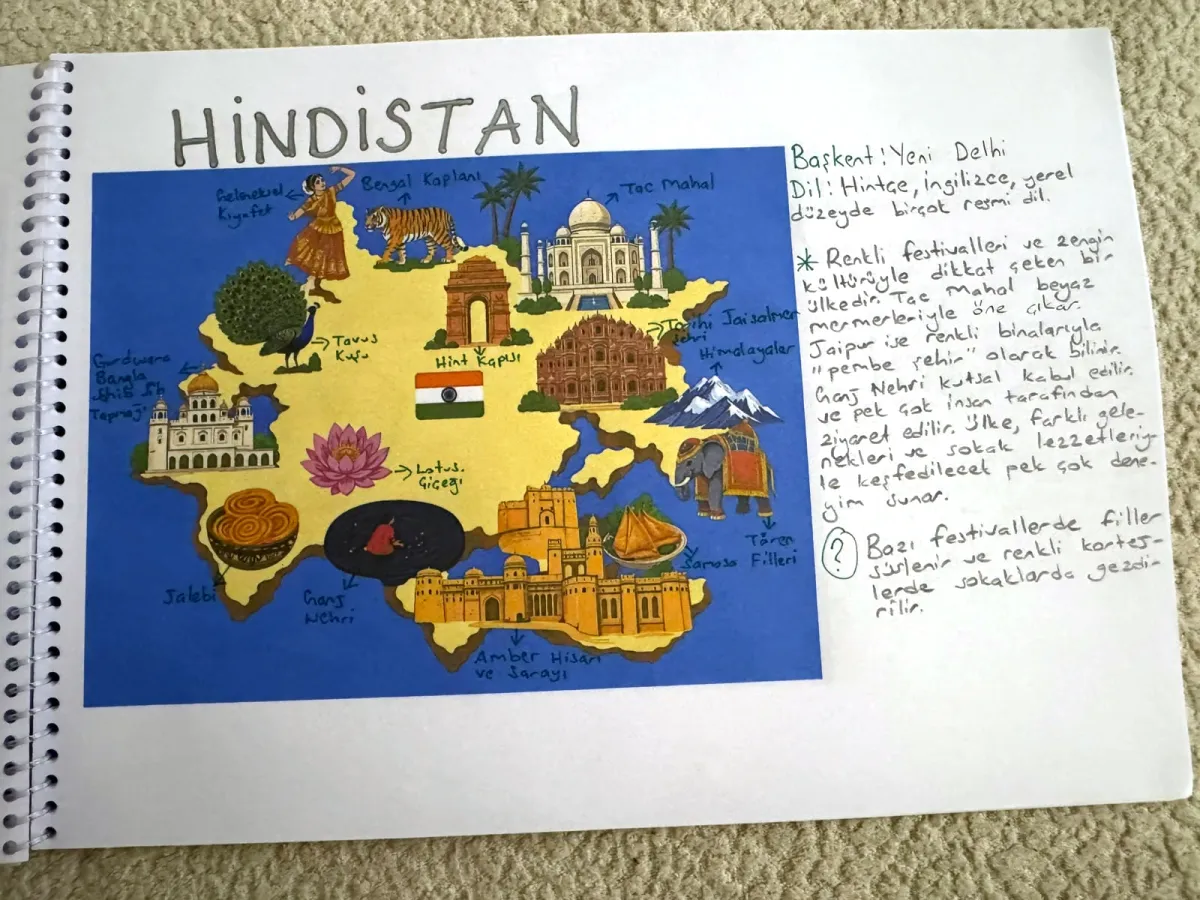 HİNDİSTAN
Geleneksel
Kıyafet
Bengal Kaplanı
Tac Mahal
Tavus
Kuşu
Hint Kapısı
Tarihi Jaisalmer
Şehri
Himalayalar
Gurdwara
Bangla
Shib Sh
Tapınağı
Lotus
Çiçeği
Jalebi
Ganj
Nehri
Samosa
Tören
Filleri
Amber Hisarı
ve Sarayı
Başkent: Yeni Delhi
Dil: Hintçe, İngilizce, yerel
düzeyde birçok resmi dil.
* Renkli festivalleri ve zengin
kültürüyle dikkat çeken bir
ülkedir. Tac Mahal beyaz
mermerleriyle öne çıkar.
Jaipur ise renkli binalarıyla
"pembe şehir" olarak bilinir.
Ganj Nehri kutsal kabul edilir
ve pek çok insan tarafından
ziyaret edilir. Ülke, farklı gele-
nekleri ve sokak lezzetleriy-
le keşfedilecek pek çok dene-
yim sunar.
? Bazı festivallerde filler
süslenir ve renkli kortej-
lerde sokaklarda gezdi-
rilir.